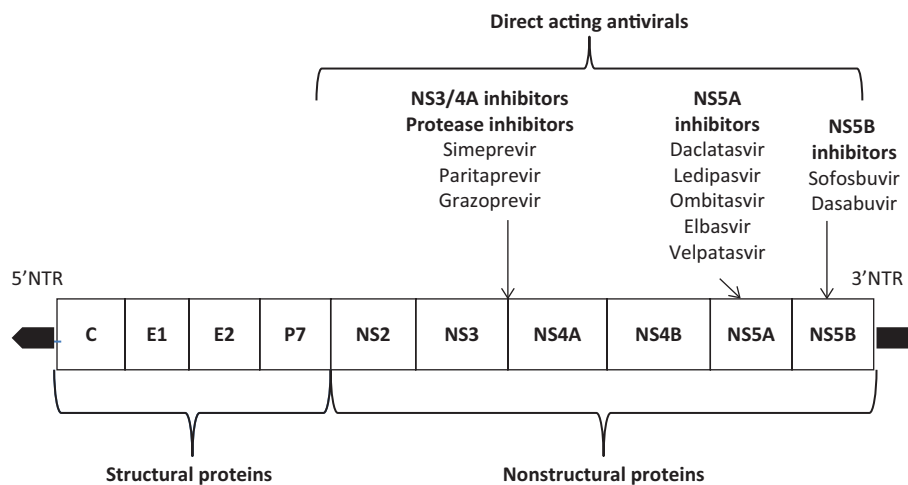 Direct acting antivirals
NS3/4A inhibitors
Protease inhibitors
Simeprevir
Paritaprevir
Grazoprevir
NS5A
inhibitors
Daclatasvir
Ledipasvir
Ombitasvir
Elbasvir
Velpatasvir
NS5B
inhibitors
Sofosbuvir
Dasabuvir
5’NTR
3’NTR
C E1 E2 P7 NS2 NS3 NS4A NS4B NS5A NS5B
Structural proteins
Nonstructural proteins